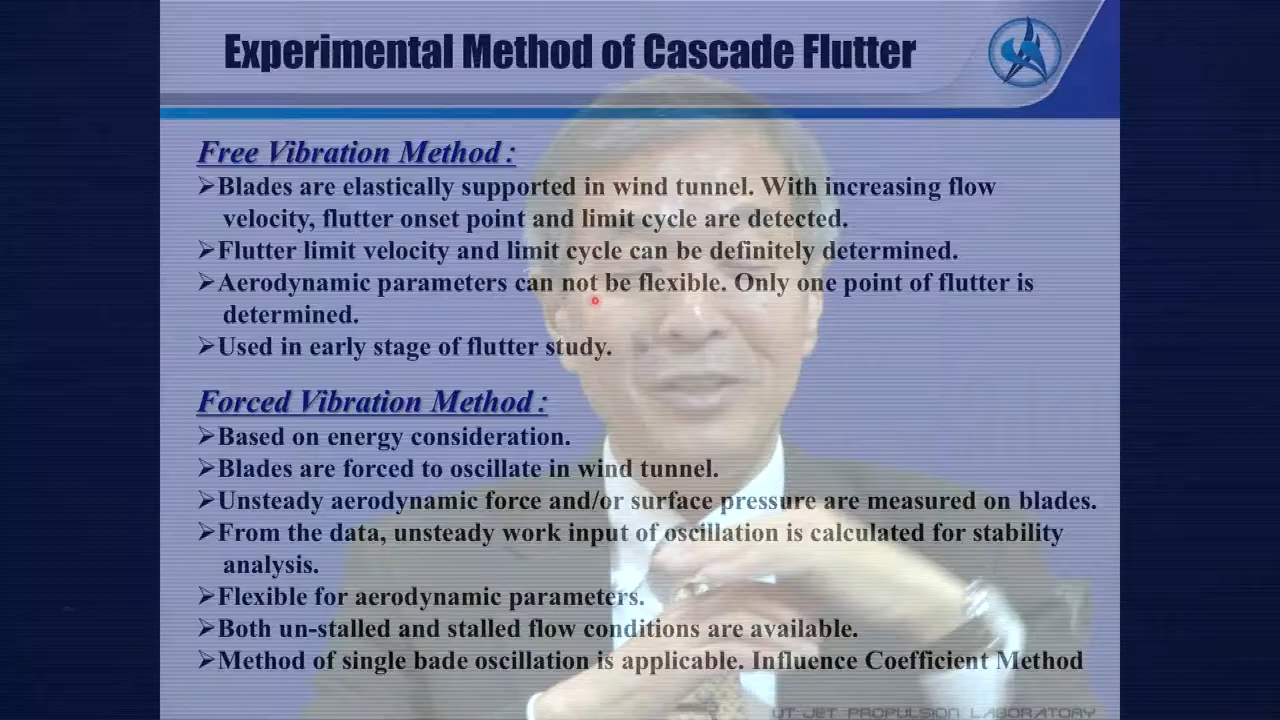 Experimental Method of Cascade Flutter
Free Vibration Method :
➢Blades are elastically supported in wind tunnel. With increasing flow
velocity, flutter onset point and limit cycle are detected.
➢Flutter limit velocity and limit cycle can be definitely determined.
➢Aerodynamic parameters can not be flexible. Only one point of flutter is
determined.
➢Used in early stage of flutter study.
Forced Vibration Method :
➢Based on energy consideration.
➢Blades are forced to oscillate in wind tunnel.
➢Unsteady aerodynamic force and/or surface pressure are measured on blades.
➢From the data, unsteady work input of oscillation is calculated for stability
analysis.
➢Flexible for aerodynamic parameters.
➢Both un-stalled and stalled flow conditions are available.
➢Method of single bade oscillation is applicable. Influence Coefficient Method
UT JET PROPULSION LABORATORY